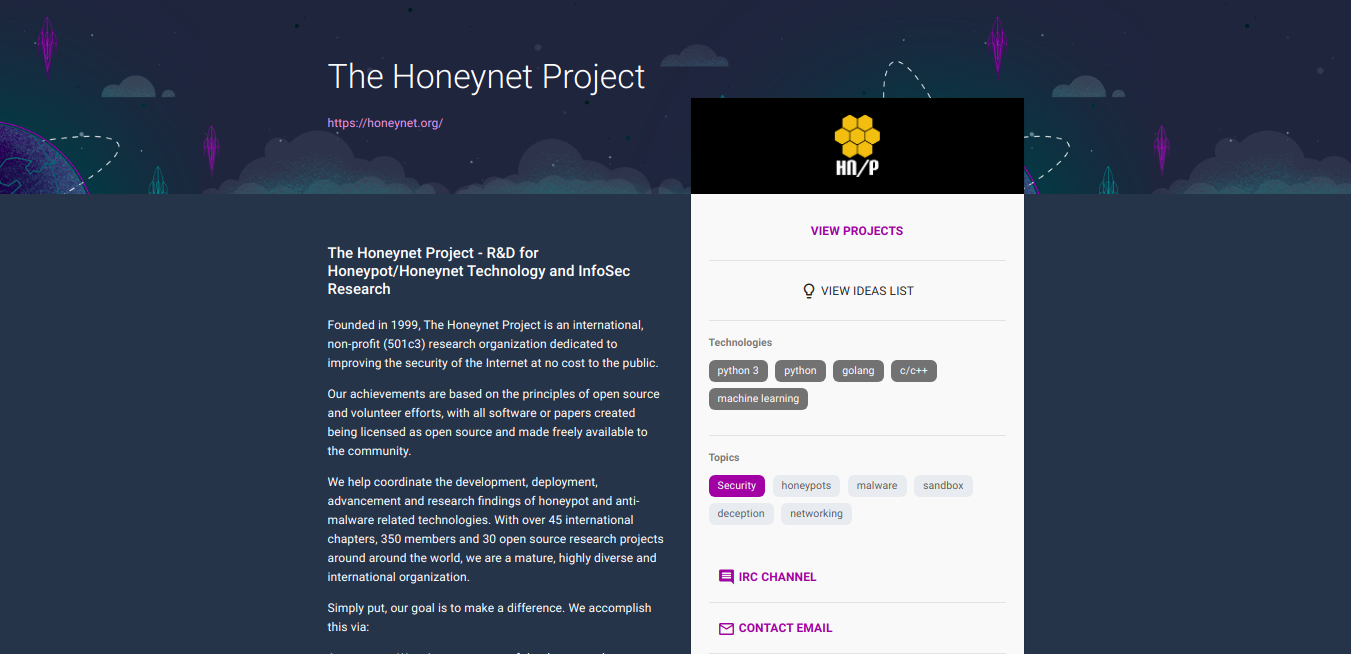 The Honeynet Project
https://honeynet.org/
The Honeynet Project - R&D for
Honeypot/Honeynet Technology and InfoSec
Research
Founded in 1999, The Honeynet Project is an international,
non-profit (501c3) research organization dedicated to
improving the security of the Internet at no cost to the public.
Our achievements are based on the principles of open source
and volunteer efforts, with all software or papers created
being licensed as open source and made freely available to
the community.
We help coordinate the development, deployment,
advancement and research findings of honeypot and anti-
malware related technologies. With over 45 international
chapters, 350 members and 30 open source research projects
around around the world, we are a mature, highly diverse and
international organization.
Simply put, our goal is to make a difference. We accomplish
this via:
HN/P
VIEW PROJECTS
VIEW IDEAS LIST
Technologies
python 3 python golang c/c++
machine learning
Topics
Security honeypots malware sandbox
deception networking
IRC CHANNEL
CONTACT EMAIL